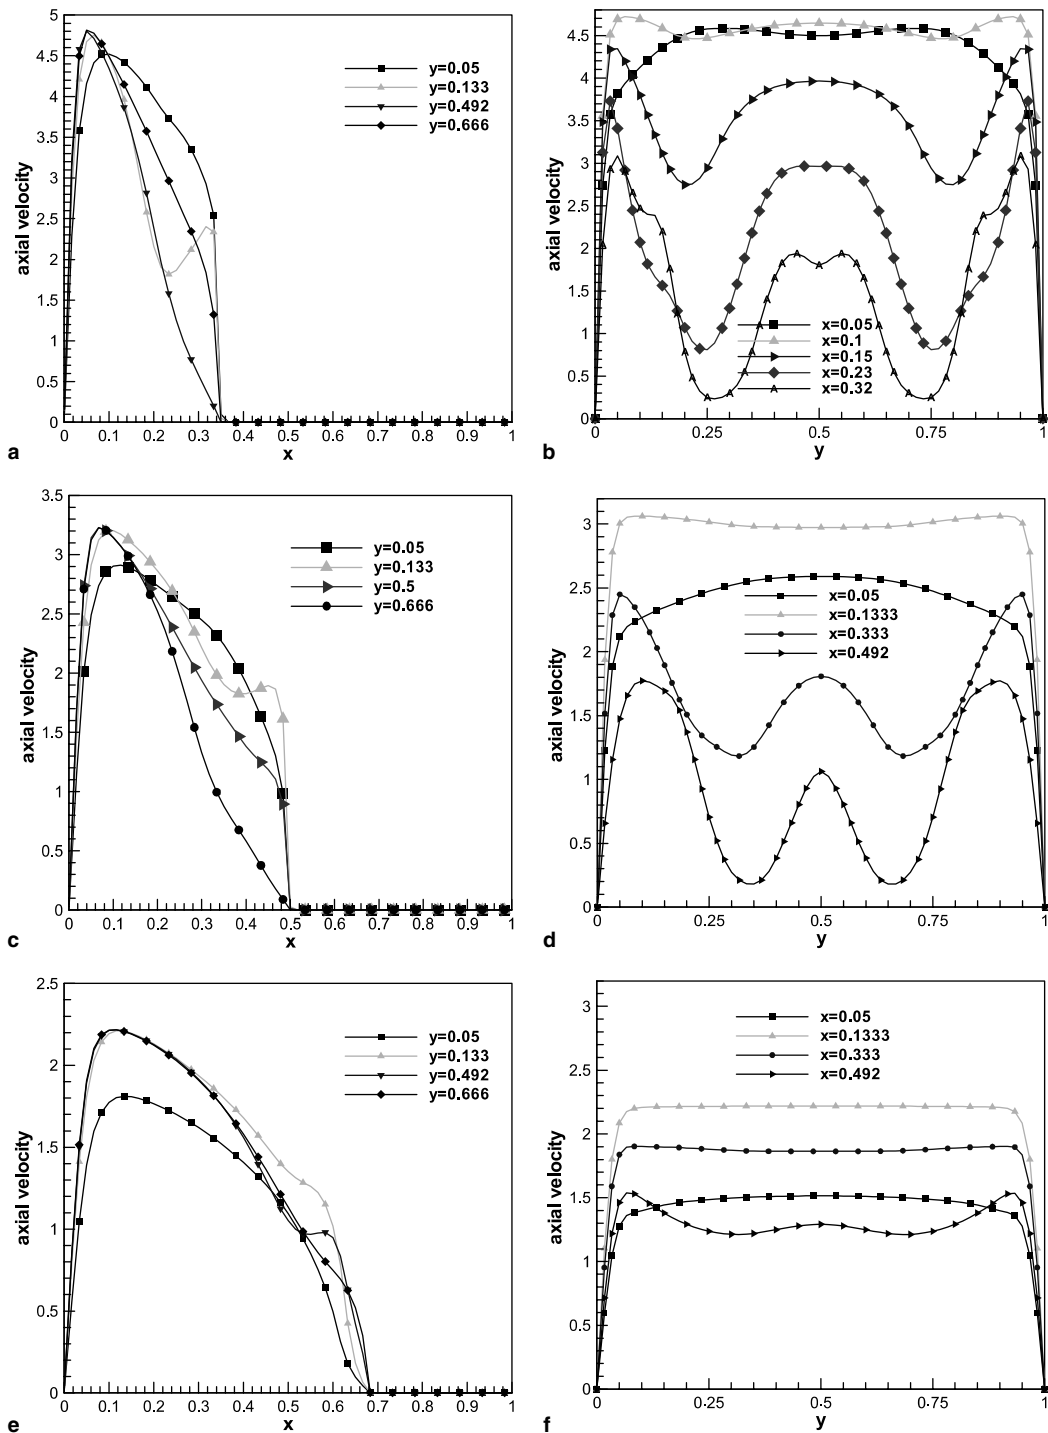 axial velocity
5
4.5
4
3.5
3
2.5
2
1.5
1
0.5
0
0 0.1 0.2 0.3 0.4 0.5 0.6 0.7 0.8 0.9 1
x
y=0.05
y=0.133
y=0.492
y=0.666
a
axial velocity
4.5
4
3.5
3
2.5
2
1.5
1
0.5
0
0 0.25 0.5 0.75 1
y
x=0.05
x=0.1
x=0.15
x=0.23
x=0.32
b
axial velocity
3.5
3
2.5
2
1.5
1
0.5
0
0 0.1 0.2 0.3 0.4 0.5 0.6 0.7 0.8 0.9 1
x
y=0.05
y=0.133
y=0.5
y=0.666
c
axial velocity
3
2.5
2
1.5
1
0.5
0
0 0.25 0.5 0.75 1
y
x=0.05
x=0.1333
x=0.333
x=0.492
d
axial velocity
2.5
2
1.5
1
0.5
0
0 0.1 0.2 0.3 0.4 0.5 0.6 0.7 0.8 0.9 1
x
y=0.05
y=0.133
y=0.492
y=0.666
e
axial velocity
3
2.5
2
1.5
1
0.5
0
0 0.25 0.5 0.75 1
y
x=0.05
x=0.1333
x=0.333
x=0.492
f